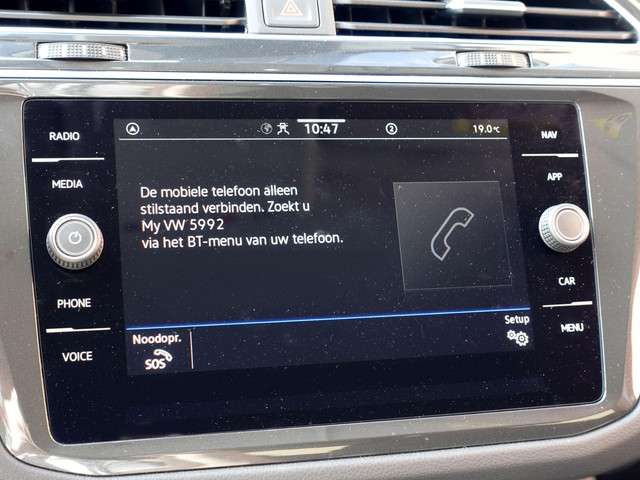 RADIO
MEDIA
PHONE
VOICE
10:47
2
19.0°C
De mobiele telefoon alleen
stilstaand verbinden. Zoekt u
My VW 5992
via het BT-menu van uw telefoon.
Noodopr.
SOS
Setup
NAV
APP
CAR
MENU